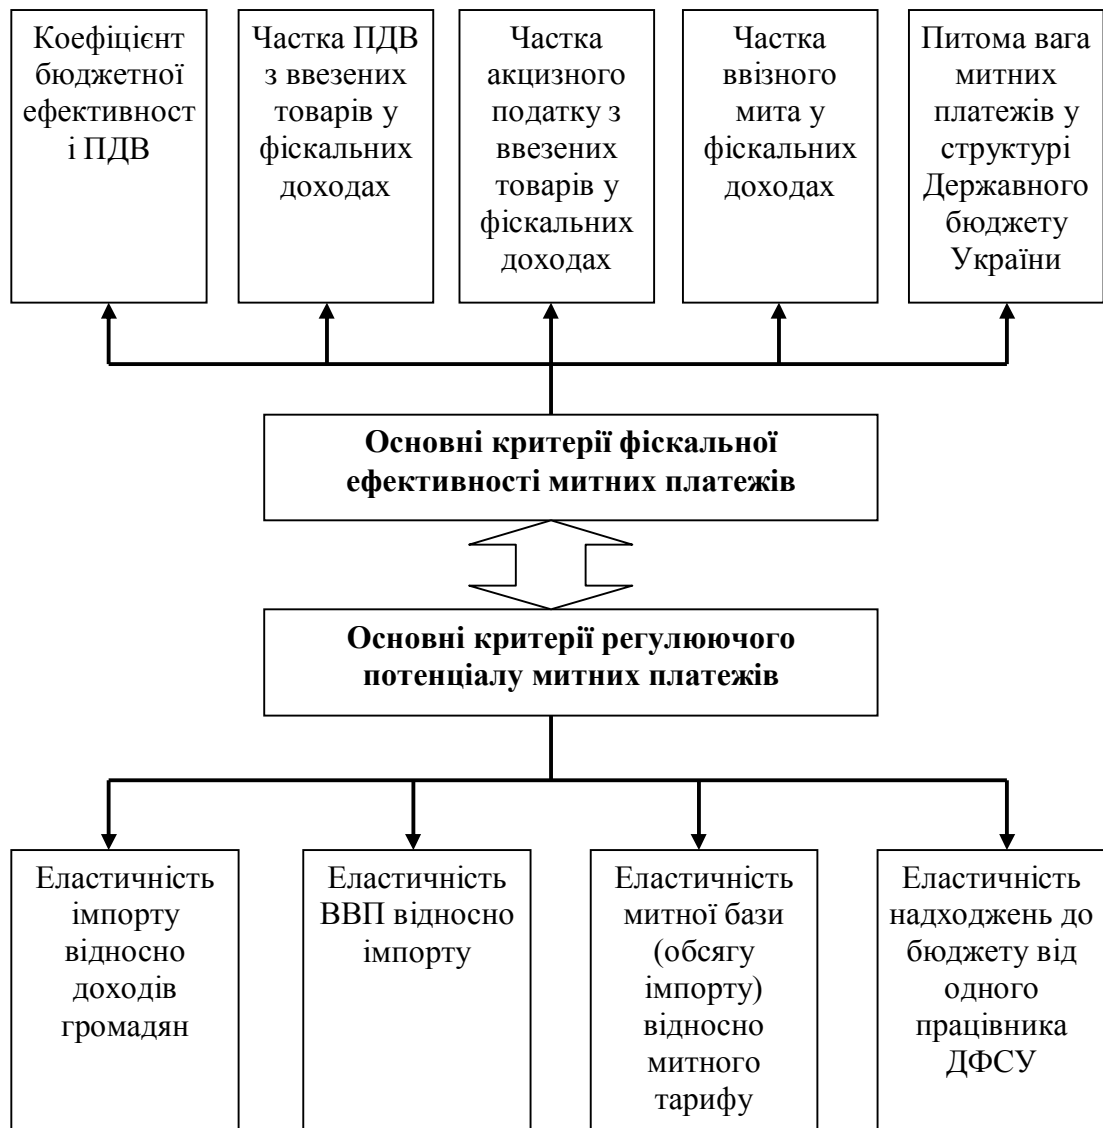 Коефіцієнт
бюджетної
ефективност
і ПДВ
Частка ПДВ
з ввезених
товарів у
фіскальних
доходах
Частка
акцизного
податку з
ввезених
товарів у
фіскальних
доходах
Частка
ввізного
мита у
фіскальних
доходах
Питома вага
митних
платежів у
структурі
Державного
бюджету
України
Основні критерії фіскальної
ефективності митних платежів
Основні критерії регулюючого
потенціалу митних платежів
Еластичність
імпорту
відносно
доходів
громадян
Еластичність
ВВП відносно
імпорту
Еластичність
митної бази
(обсягу
імпорту)
відносно
митного
тарифу
Еластичність
надходжень до
бюджету від
одного
працівника
ДФСУ